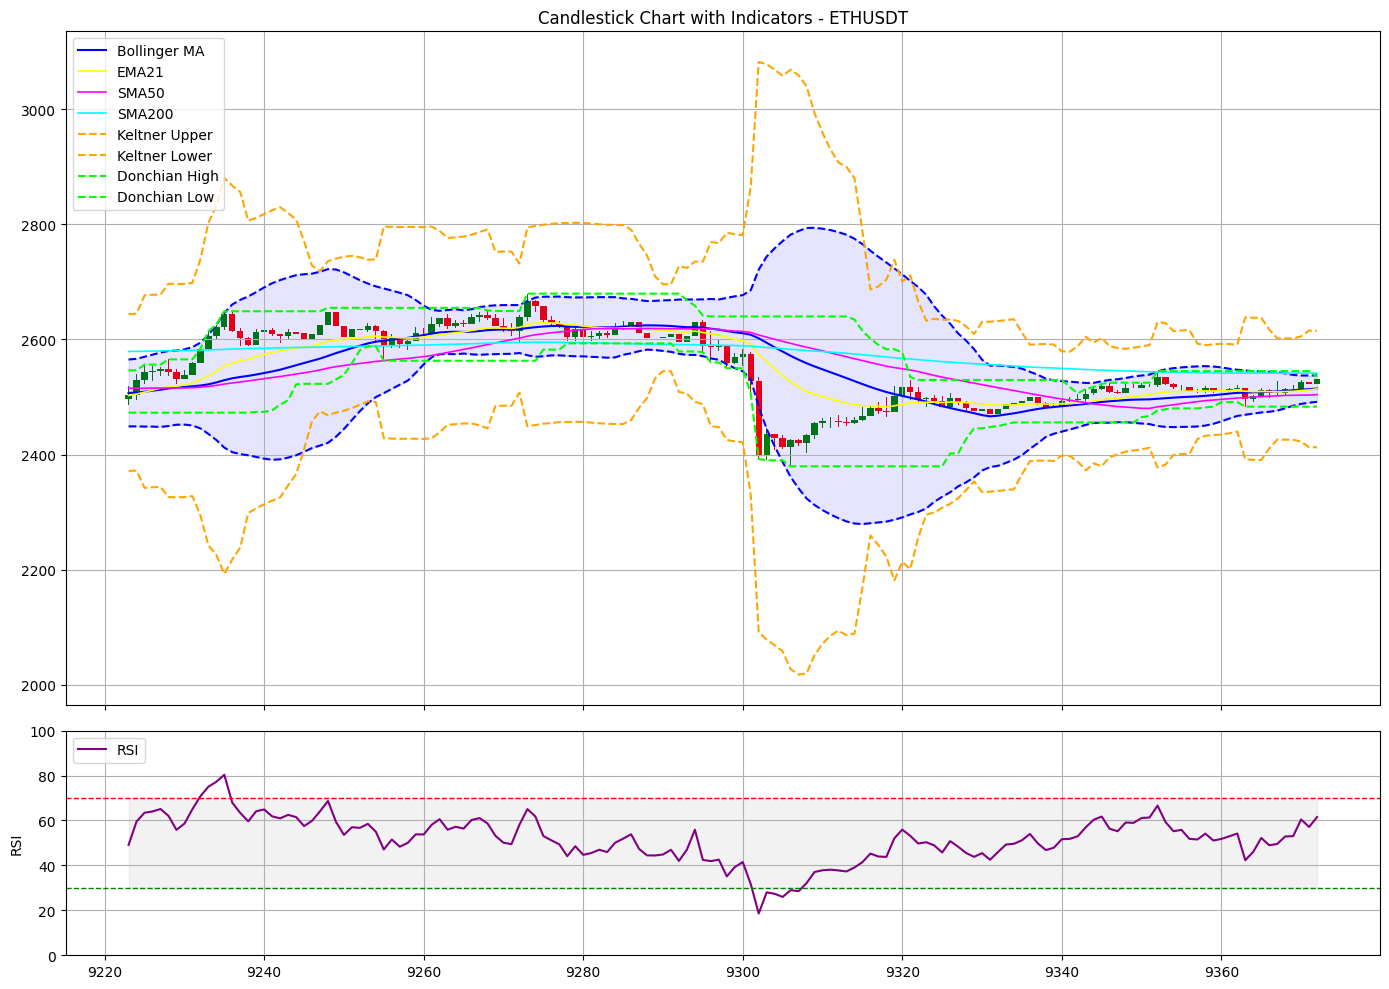 Candlestick Chart with Indicators - ETHUSDT
Bollinger MA
EMA21
SMA50
SMA200
Keltner Upper
Keltner Lower
Donchian High
Donchian Low
3000
2800
2600
2400
2200
2000
RSI
100
80
60
40
20
0
RSI
9220 9240 9260 9280 9300 9320 9340 9360